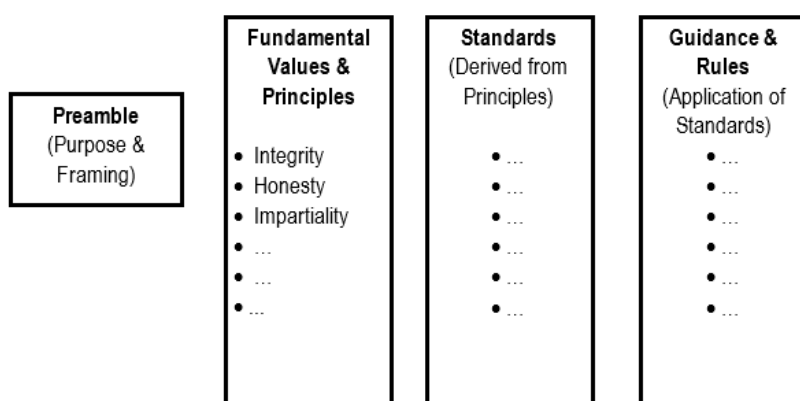 Preamble
(Purpose &
Framing)
Fundamental
Values &
Principles
• Integrity
• Honesty
• Impartiality
• …
• …
• ...
Standards
(Derived from
Principles)
• …
• …
• …
• …
• …
• …
Guidance &
Rules
(Application of
Standards)
• …
• …
• …
• …
• …
• …